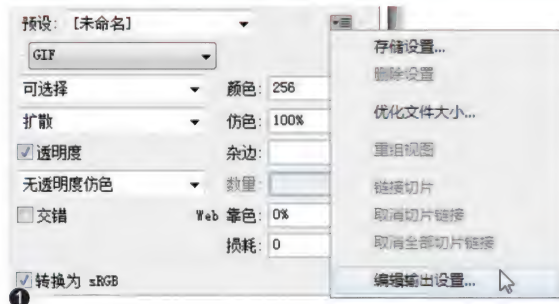 预设: [未命名]
GIF
可选择
颜色: 256
扩散
仿色: 100%
透明度
杂边:
无透明度仿色
数量:
交错
Web 靠色: 0%
损耗: 0
转换为 sRGB
1
存储设置...
删除设置
优化文件大小...
重组视图
链接切片
取消切片链接
取消全部切片链接
编辑输出设置...